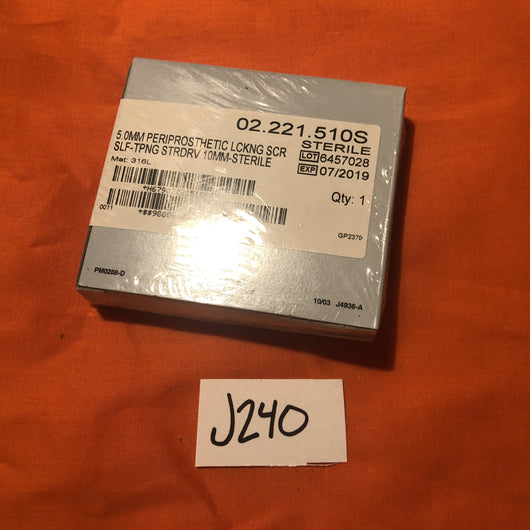 02.221.510S
STERILE
5.0MM PERIPROSTHETIC LCKNG SCR
SLF-TPNG STRDRV 10MM-STERILE
LOT 6457028
EXP 07/2019
Mat: 316L
Qty: 1
0011
GP2379
PM0288-D
10/03 J4936-A
J240